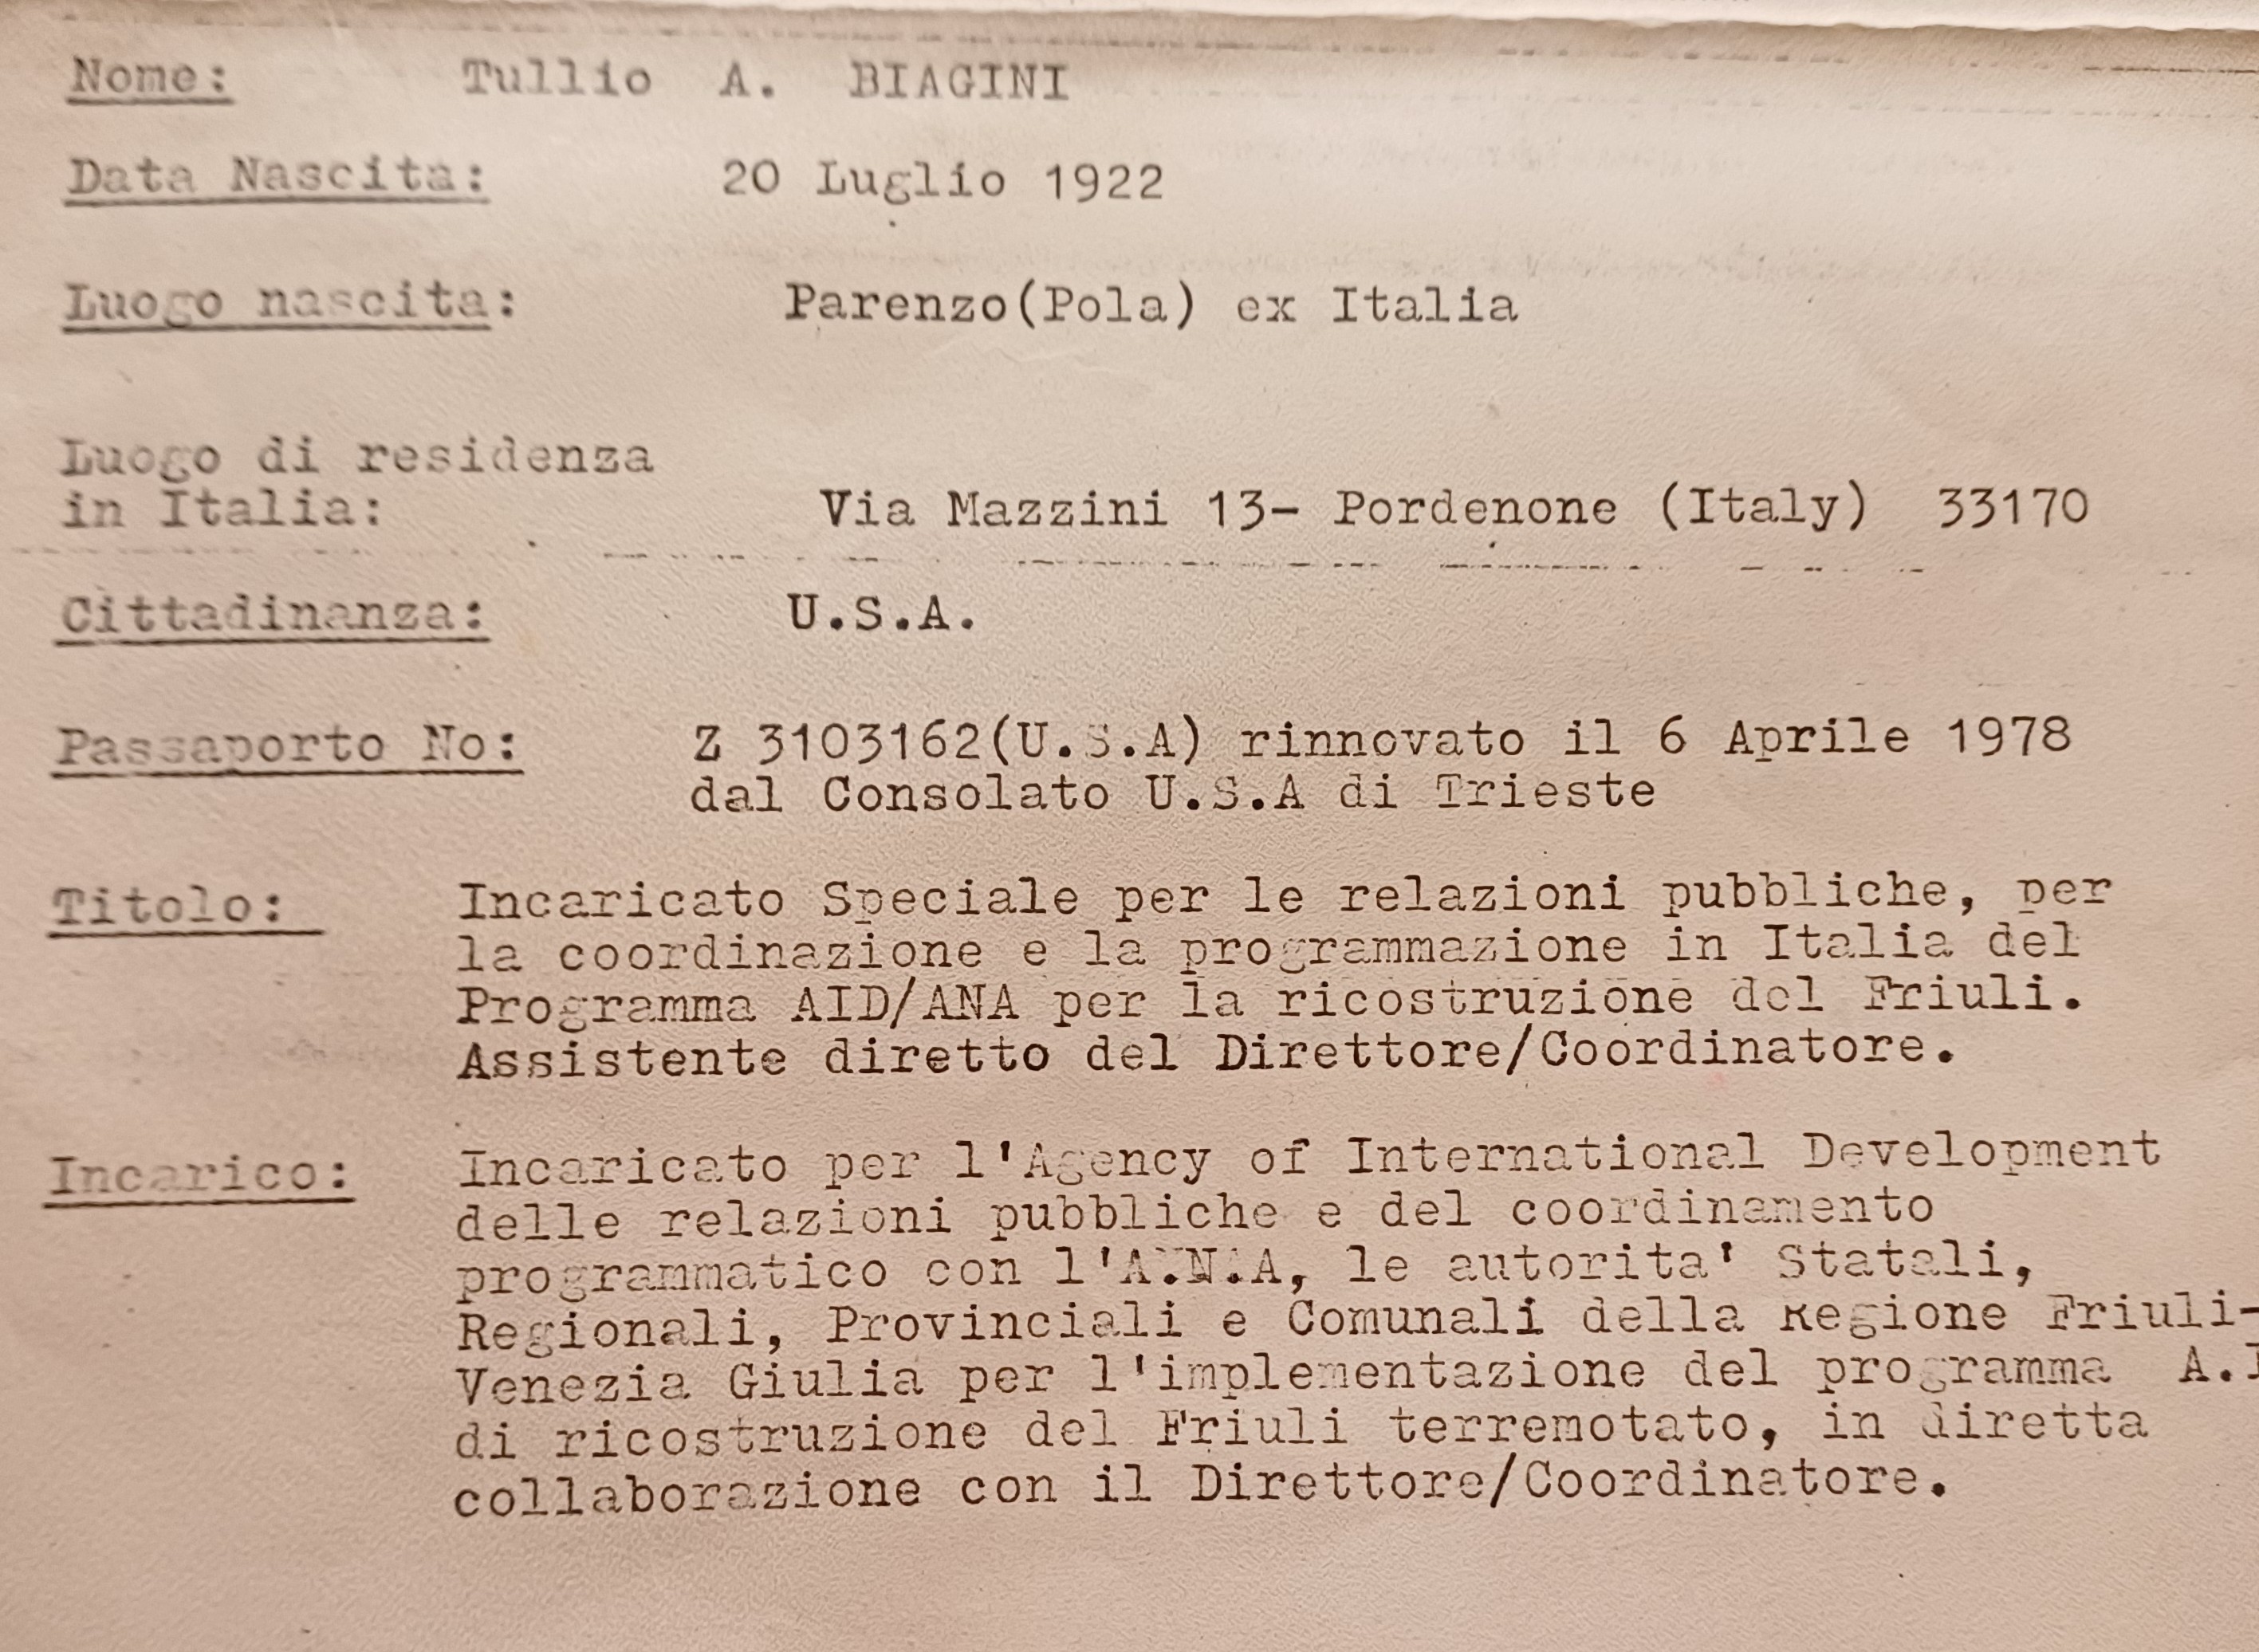 Nome: Tullio A. BIAGINI
Data Nascita: 20 Luglio 1922
Luogo nascita: Parenzo(Pola) ex Italia
Luogo di residenza
in Italia: Via Mazzini 13- Pordenone (Italy) 33170
Cittadinanza: U.S.A.
Passaporto No: Z 3103162(U.S.A) rinnovato il 6 Aprile 1978
dal Consolato U.S.A di Trieste
Titolo: Incaricato Speciale per le relazioni pubbliche, per
la coordinazione e la programmazione in Italia del
Programma AID/ANA per la ricostruzione del Friuli.
Assistente diretto del Direttore/Coordinatore.
Incarico: Incaricato per l'Agency of International Development
delle relazioni pubbliche e del coordinamento
programmatico con l'A.N.A, le autorita' Statali,
Regionali, Provinciali e Comunali della Regione Friuli-
Venezia Giulia per l'implementazione del programma
di ricostruzione del Friuli terremotato, in diretta
collaborazione con il Direttore/Coordinatore.